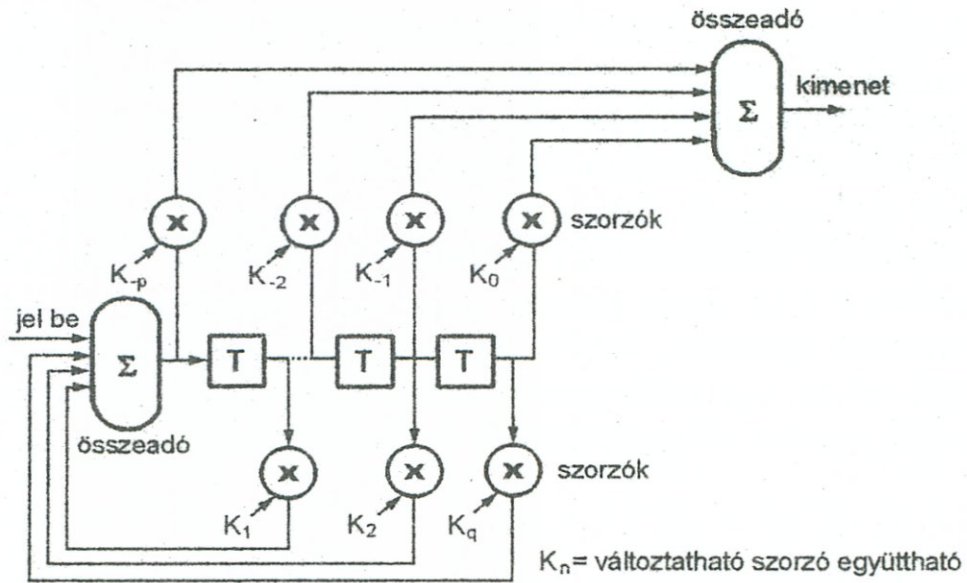 összeadó
Σ
kimenet
x
x
x
x
szorzók
K-p
K-2
K-1
K0
jel be
Σ
T
T
T
összeadó
x
x
x
szorzók
K1
K2
Kq
Kn= változtatható szorzó együttható